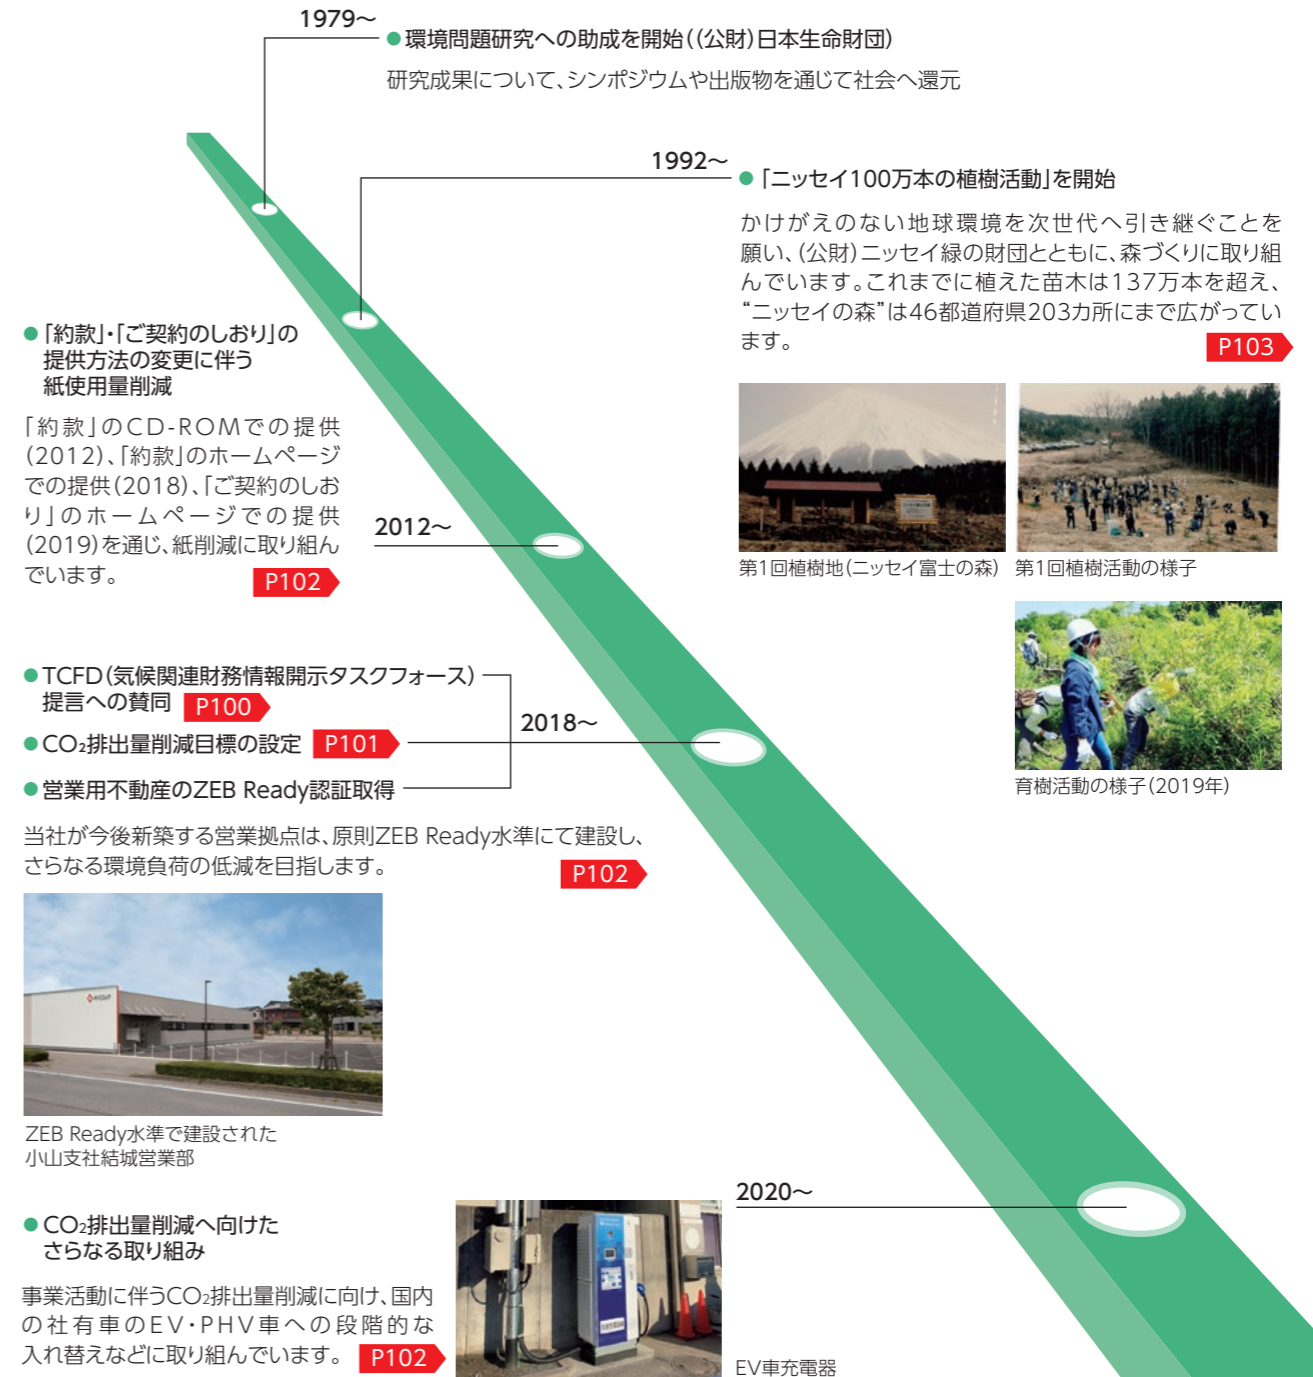 1979～
●環境問題研究への助成を開始((公財)日本生命財団)
研究成果について、シンポジウムや出版物を通じて社会へ還元
1992～
●「ニッセイ100万本の植樹活動」を開始
かけがえのない地球環境を次世代へ引き継ぐことを
願い、(公財)ニッセイ緑の財団とともに、森づくりに取り組
んでいます。これまでに植えた苗木は137万本を超え、
“ニッセイの森”は46都道府県203カ所にまで広がってい
ます。
P103
第1回植樹地(ニッセイ富士の森)
第1回植樹活動の様子
育樹活動の様子(2019年)
●「約款」・「ご契約のしおり」の
提供方法の変更に伴う
紙使用量削減
「約款」のCD-ROMでの提供
(2012)、「約款」のホームページ
での提供(2018)、「ご契約のしお
り」のホームページでの提供
(2019)を通じ、紙削減に取り組ん
でいます。
P102
2012～
●TCFD(気候関連財務情報開示タスクフォース)
提言への賛同 P100
●CO₂排出量削減目標の設定 P101
●営業用不動産のZEB Ready認証取得
2018～
当社が今後新築する営業拠点は、原則ZEB Ready水準にて建設し、
さらなる環境負荷の低減を目指します。
P102
ZEB Ready水準で建設された
小山支社結城営業部
2020～
●CO₂排出量削減へ向けた
さらなる取り組み
事業活動に伴うCO₂排出量削減に向け、国内
の社有車のEV・PHV車への段階的な
入れ替えなどに取り組んでいます。 P102
EV車充電器